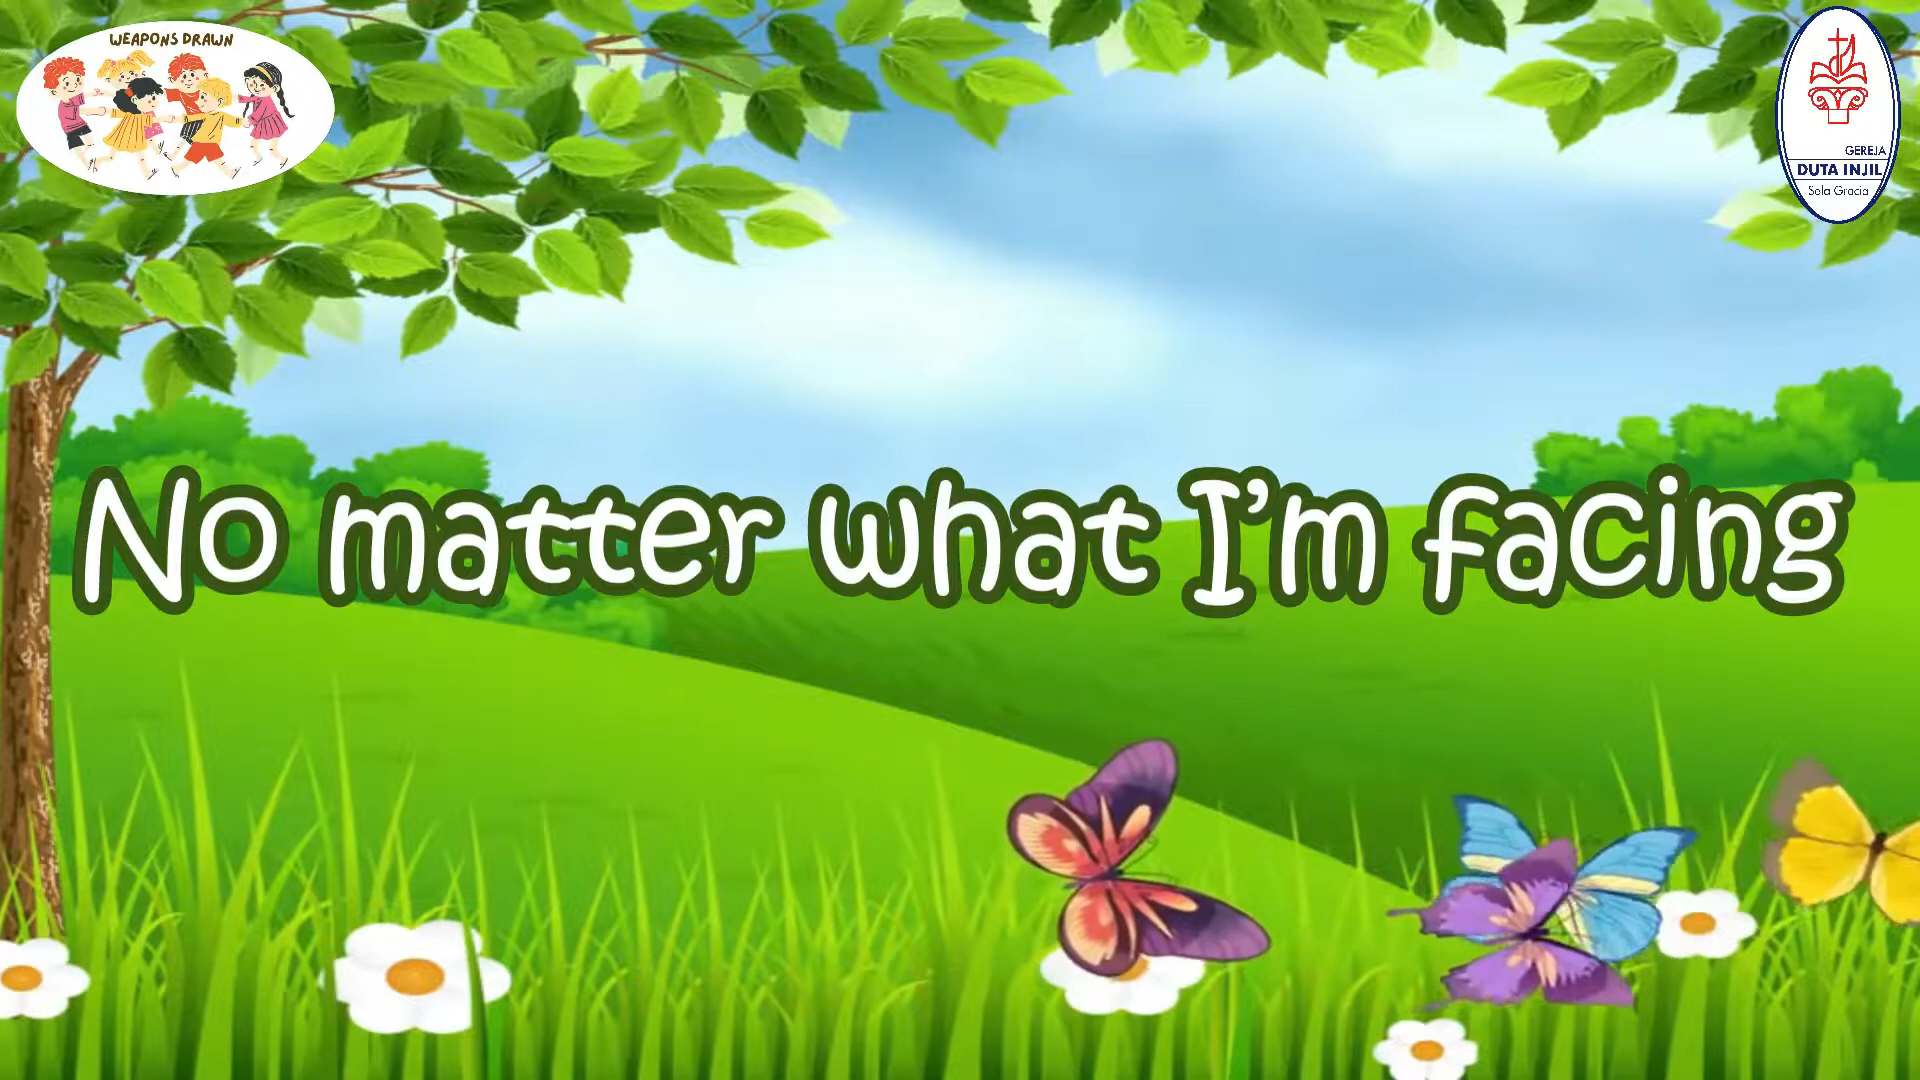 WEAPONS DRAWN
GEREJA
DUTA INJIL
Sola Gracia
No matter what I'm facing